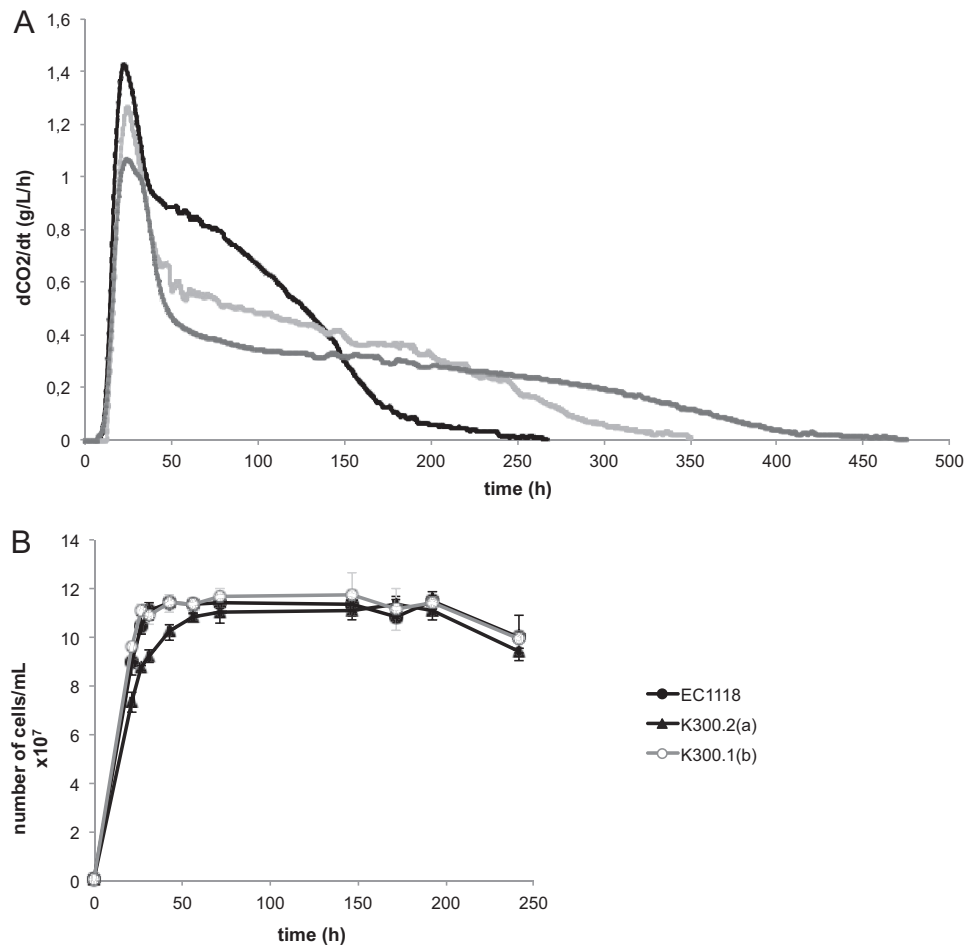 A
1,6
1,4
1,2
1
0,8
0,6
0,4
0,2
0
dCO2/dt (g/L/h)
0 50 100 150 200 250 300 350 400 450 500
time (h)
B
14
12
10
8
6
4
2
0
number of cells/mL
x10⁷
0 50 100 150 200 250
time (h)
EC1118
K300.2(a)
K300.1(b)